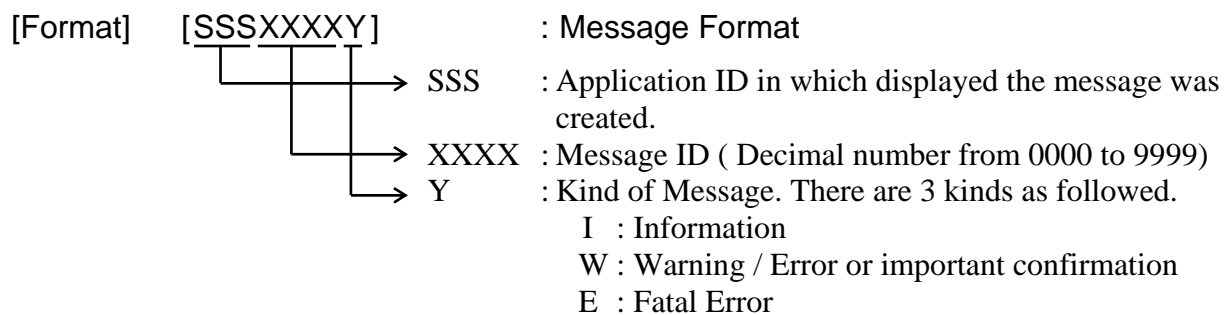 [Format] [SSSXXXXY] : Message Format
SSS : Application ID in which displayed the message was
created.
XXXX : Message ID ( Decimal number from 0000 to 9999)
Y : Kind of Message. There are 3 kinds as followed.
I : Information
W : Warning / Error or important confirmation
E : Fatal Error